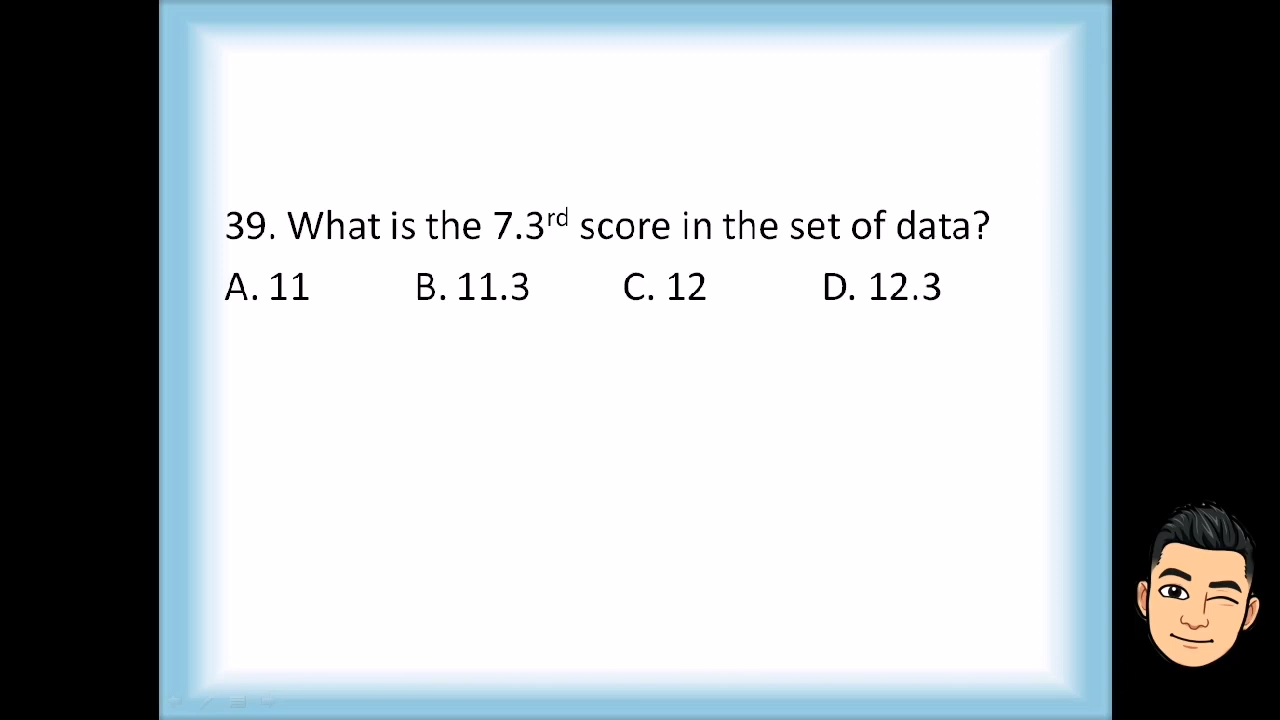 39. What is the 7.3rd score in the set of data?
A. 11 B. 11.3 C. 12 D. 12.3